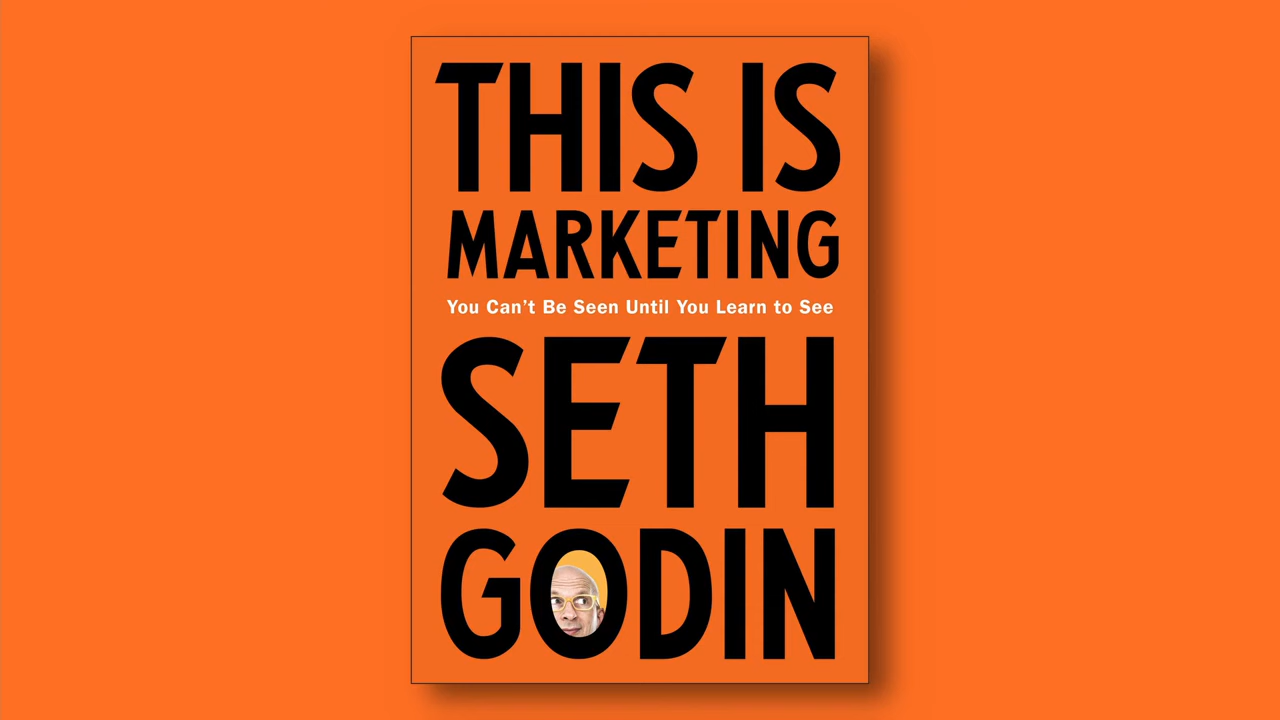 THIS IS
MARKETING
You Can't Be Seen Until You Learn to See
SETH
GODIN